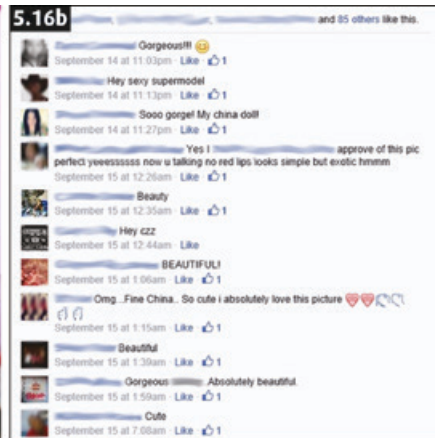 5.16b
and 85 others like this.
Gorgeous!!!
September 14 at 11:03pm · Like · 1
Hey sexy supermodel
September 14 at 11:13pm · Like · 1
Sooo gorge! My china doll!
September 14 at 11:27pm · Like · 1
Yes I approve of this pic
perfect yeeessssss now u talking no red lips looks simple but exotic hmmm
September 15 at 12:26am · Like · 1
Beauty
September 15 at 12:35am · Like · 1
Hey czz
September 15 at 12:44am · Like
BEAUTIFUL!
September 15 at 1:06am · Like · 1
Omg...Fine China.. So cute i absolutely love this picture
September 15 at 1:15am · Like · 1
Beautiful
September 15 at 1:39am · Like · 1
Gorgeous .Absolutely beautiful.
September 15 at 1:59am · Like · 1
Cute
September 15 at 7:08am · Like · 1